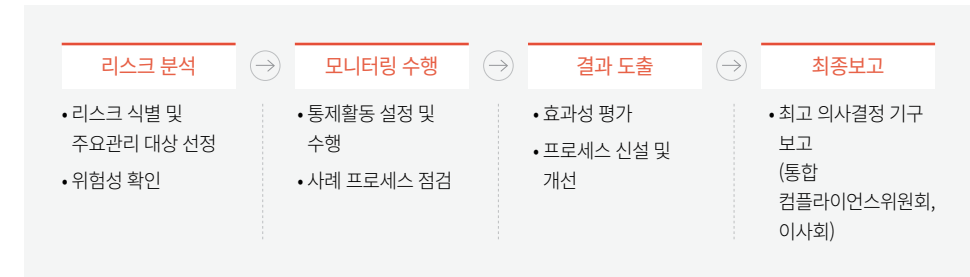 리스크 분석
• 리스크 식별 및
주요관리 대상 선정
• 위험성 확인
모니터링 수행
• 통제활동 설정 및
수행
• 사례 프로세스 점검
결과 도출
• 효과성 평가
• 프로세스 신설 및
개선
최종보고
• 최고 의사결정 기구
보고
(통합
컴플라이언스위원회,
이사회)